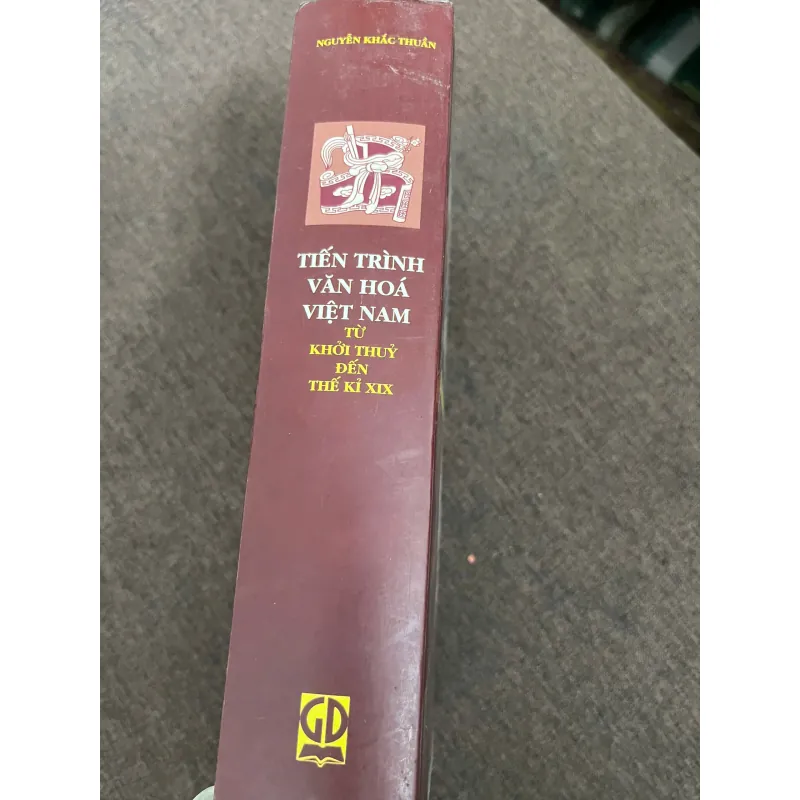 NGUYỄN KHẮC THUẦN
TIẾN TRÌNH
VĂN HOÁ
VIỆT NAM
TỪ
KHỞI THUỶ
ĐẾN
THẾ KỈ XIX
GD